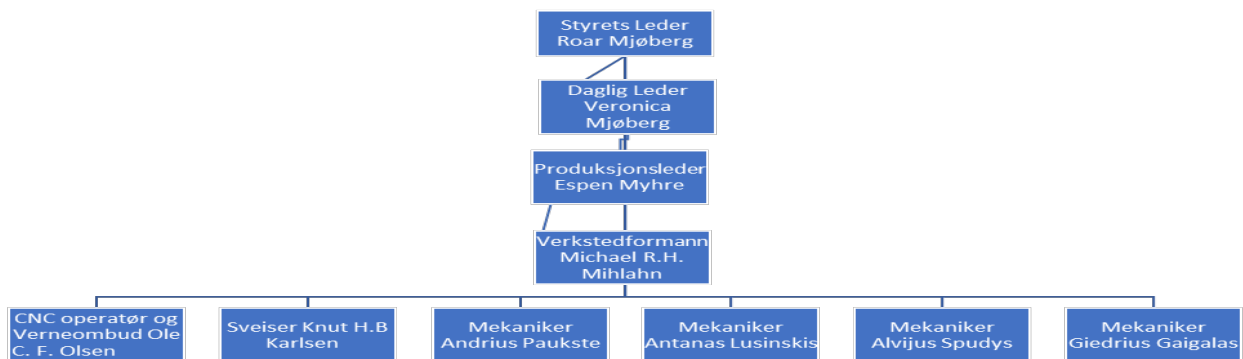 Styrets Leder
Roar Mjøberg
Daglig Leder
Veronica
Mjøberg
Produksjonsleder
Espen Myhre
Verkstedformann
Michael R.H.
Mihlahn
CNC operatør og
Verneombud Ole
C. F. Olsen
Sveiser Knut H.B
Karlsen
Mekaniker
Andrius Paukste
Mekaniker
Antanas Lusinskis
Mekaniker
Alvijus Spudys
Mekaniker
Giedrius Gaigalas